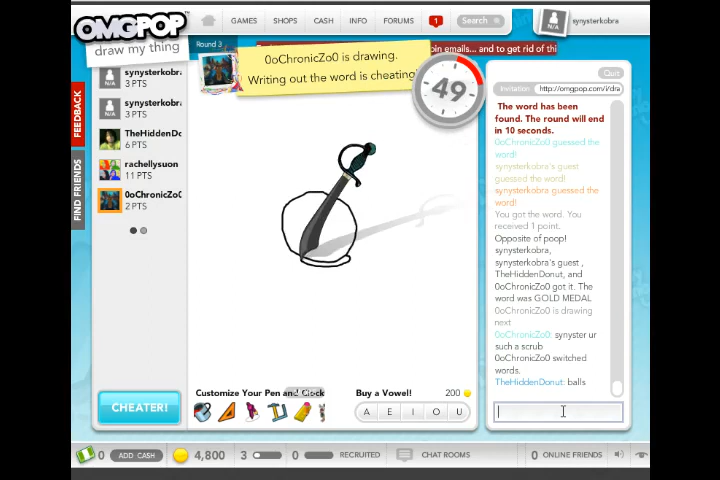 OMGPOP
draw my thing
GAMES
SHOPS
CASH
INFO
FORUMS
1
Search
synysterkobra
Round 3
oin emails... and to get rid of thi
0oChronicZo0 is drawing.
Writing out the word is cheating!
49
FEEDBACK
FIND FRIENDS
N/A
synysterkobra
3 PTS
N/A
synysterkobra
3 PTS
TheHiddenDo
6 PTS
rachellysuon
11 PTS
0oChronicZo0
2 PTS
CHEATER!
Customize Your Pen and Clock
Buy a Vowel!
200
A E I O U
Quit
Invitation
http://omgpop.com/i/dra
The word has been
found. The round will end
in 10 seconds.
0oChronicZo0 guessed the
word!
synysterkobra's guest
guessed the word!
synysterkobra guessed the
word!
You got the word. You
received 1 point.
Opposite of poop!
synysterkobra,
synysterkobra's guest ,
TheHiddenDonut, and
0oChronicZo0 got it. The
word was GOLD MEDAL
0oChronicZo0 is drawing
next
0oChronicZo0: synyster ur
such a scrub
0oChronicZo0 switched
words.
TheHiddenDonut: balls
0
ADD CASH
4,800
3
0
RECRUITED
CHAT ROOMS
0 ONLINE FRIENDS